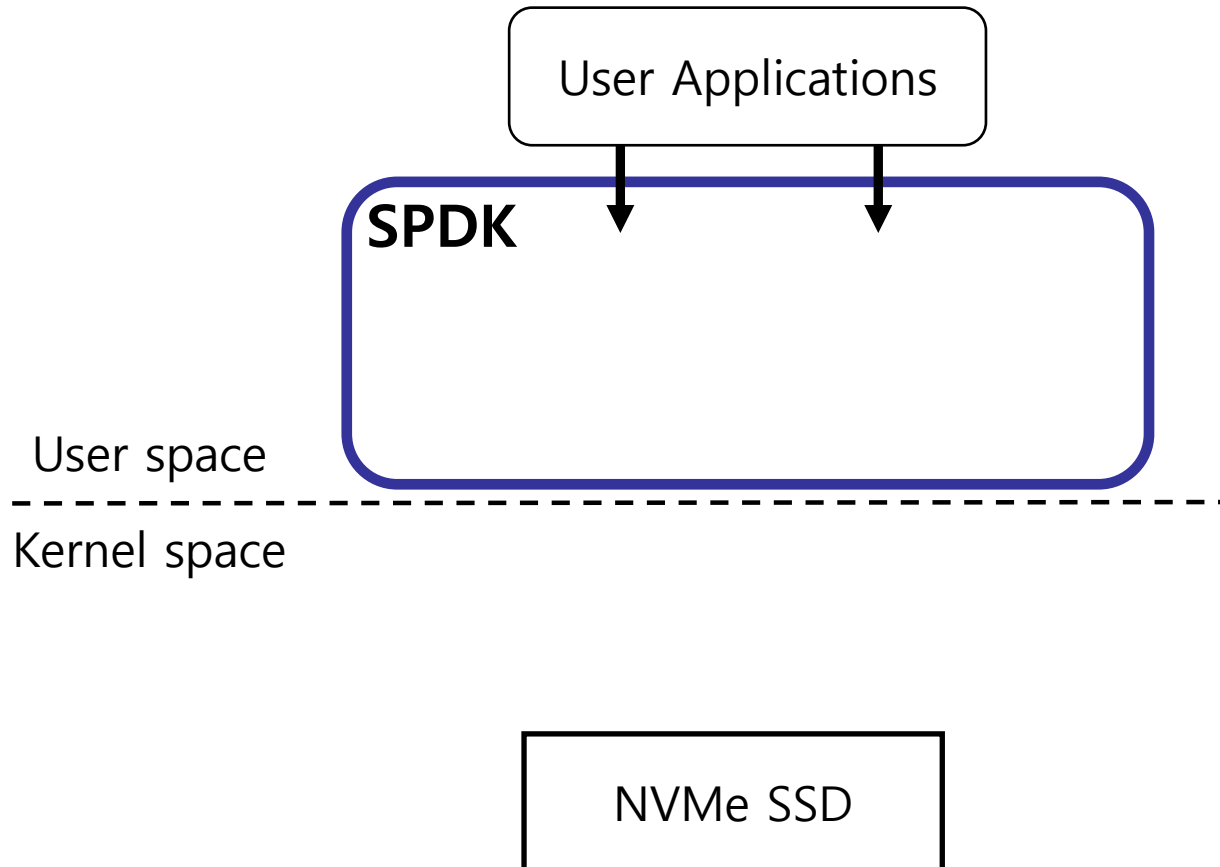 User Applications
SPDK
User space
Kernel space
NVMe SSD